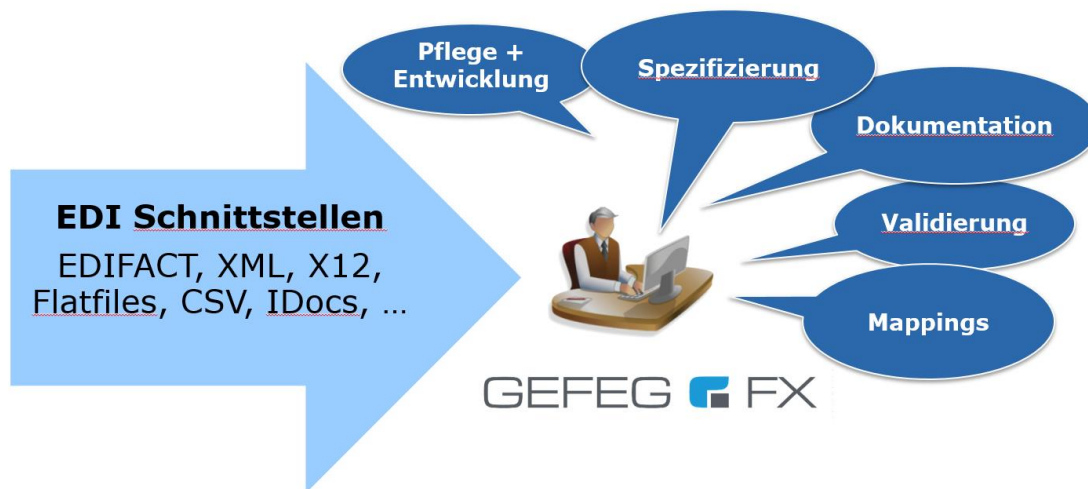 EDI Schnittstellen
EDIFACT, XML, X12,
Flatfiles, CSV, IDocs, ...
Pflege +
Entwicklung
Spezifizierung
Dokumentation
Validierung
Mappings
GEFEG FX